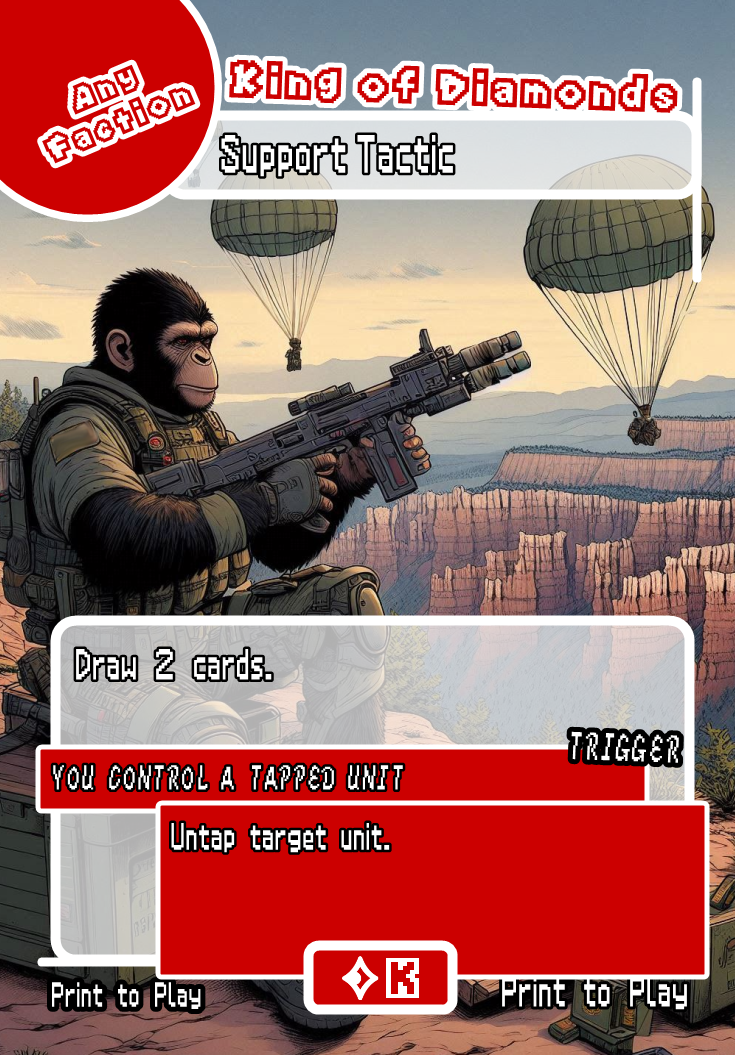 Any
Faction
King of Diamonds
Support Tactic
Draw 2 cards.
TRIGGER
YOU CONTROL A TAPPED UNIT
Untap target unit.
K
Print to Play
Print to Play